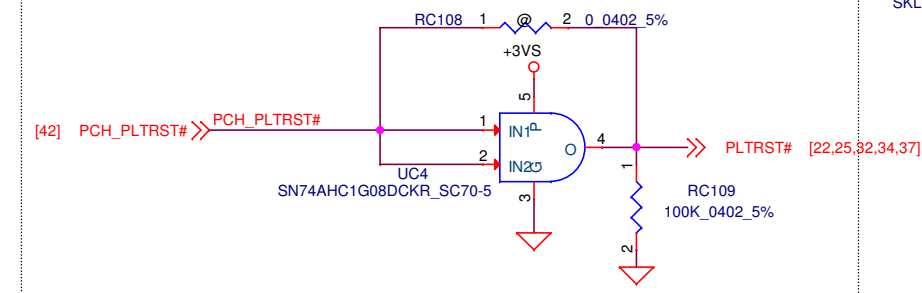 SKL
RC108 1 @ 2 0_0402_5%
+3VS
5
[42] PCH_PLTRST# PCH_PLTRST#
1 IN1 P
4
O
PLTRST# [22,25,32,34,37]
2 IN2 G
UC4
SN74AHC1G08DCKR_SC70-5
3
1
RC109
100K_0402_5%
2